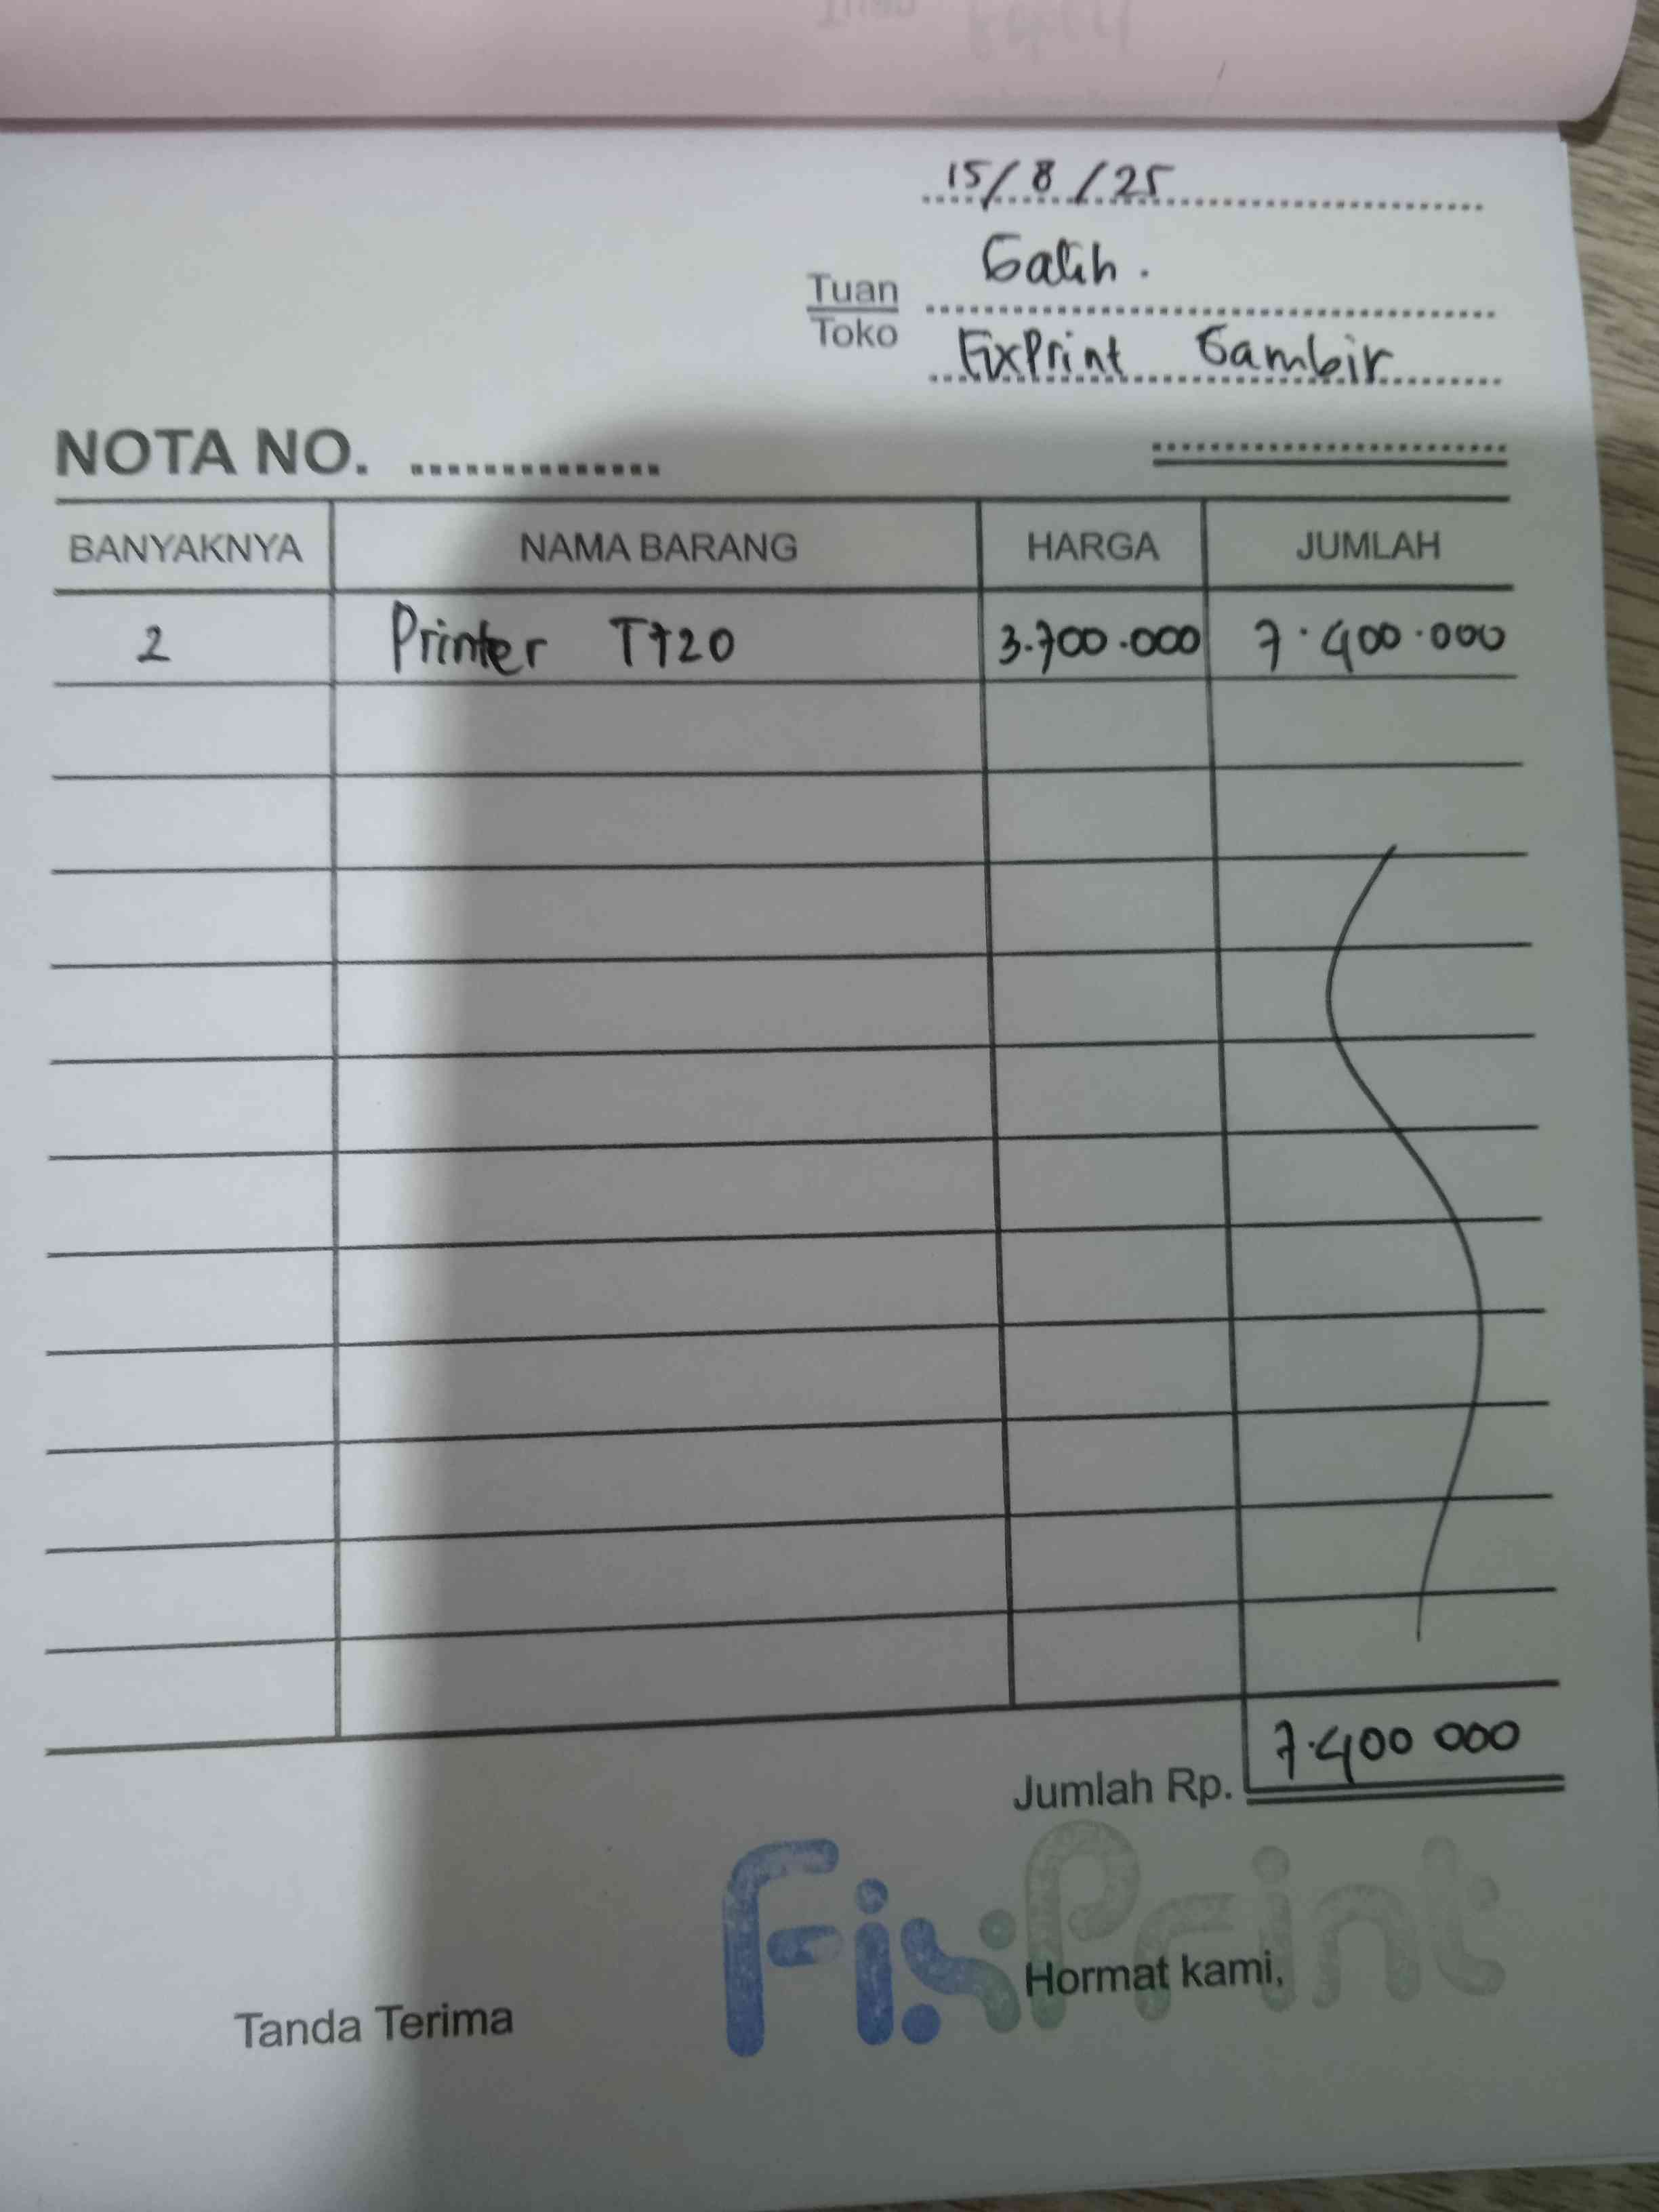 15/8/25
Galih.
Tuan
Toko
FixPrint Gambir
NOTA NO. ..............
BANYAKNYA NAMA BARANG HARGA JUMLAH
2 Printer T720 3.700.000 7.400.000
Jumlah Rp. 7.400 000
FixPrint
Hormat kami,
Tanda Terima